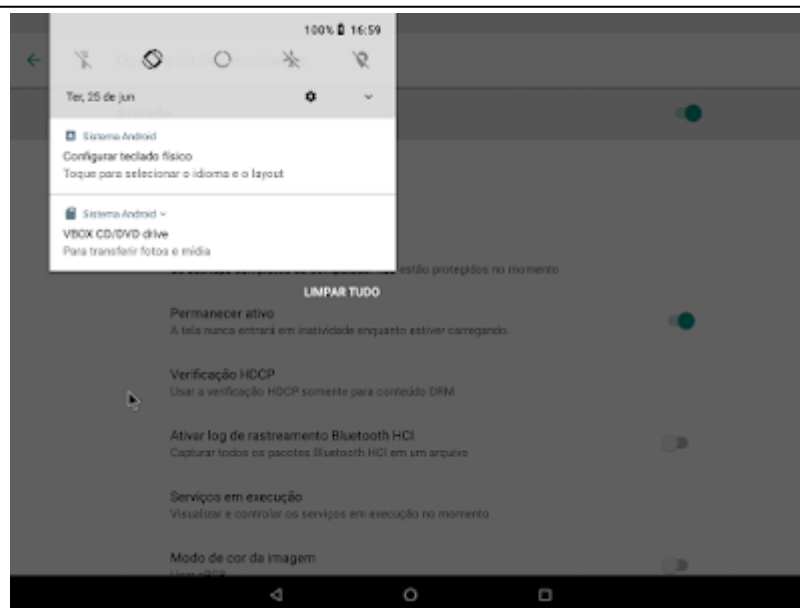 100% 16:59
Ter, 25 de jun
Sistema Android
Configurar teclado físico
Toque para selecionar o idioma e o layout
Sistema Android
VBOX CD/DVD drive
Para transferir fotos e mídia
estão protegidos no momento
LIMPAR TUDO
Permanecer ativo
A tela nunca entrará em inatividade enquanto estiver carregando.
Verificação HDCP
Usar a verificação HDCP somente para conteúdo DRM
Ativar log de rastreamento Bluetooth HCI
Capturar todos os pacotes Bluetooth HCI em um arquivo
Serviços em execução
Visualizar e controlar os serviços em execução no momento
Modo de cor da imagem
Usar sRGB